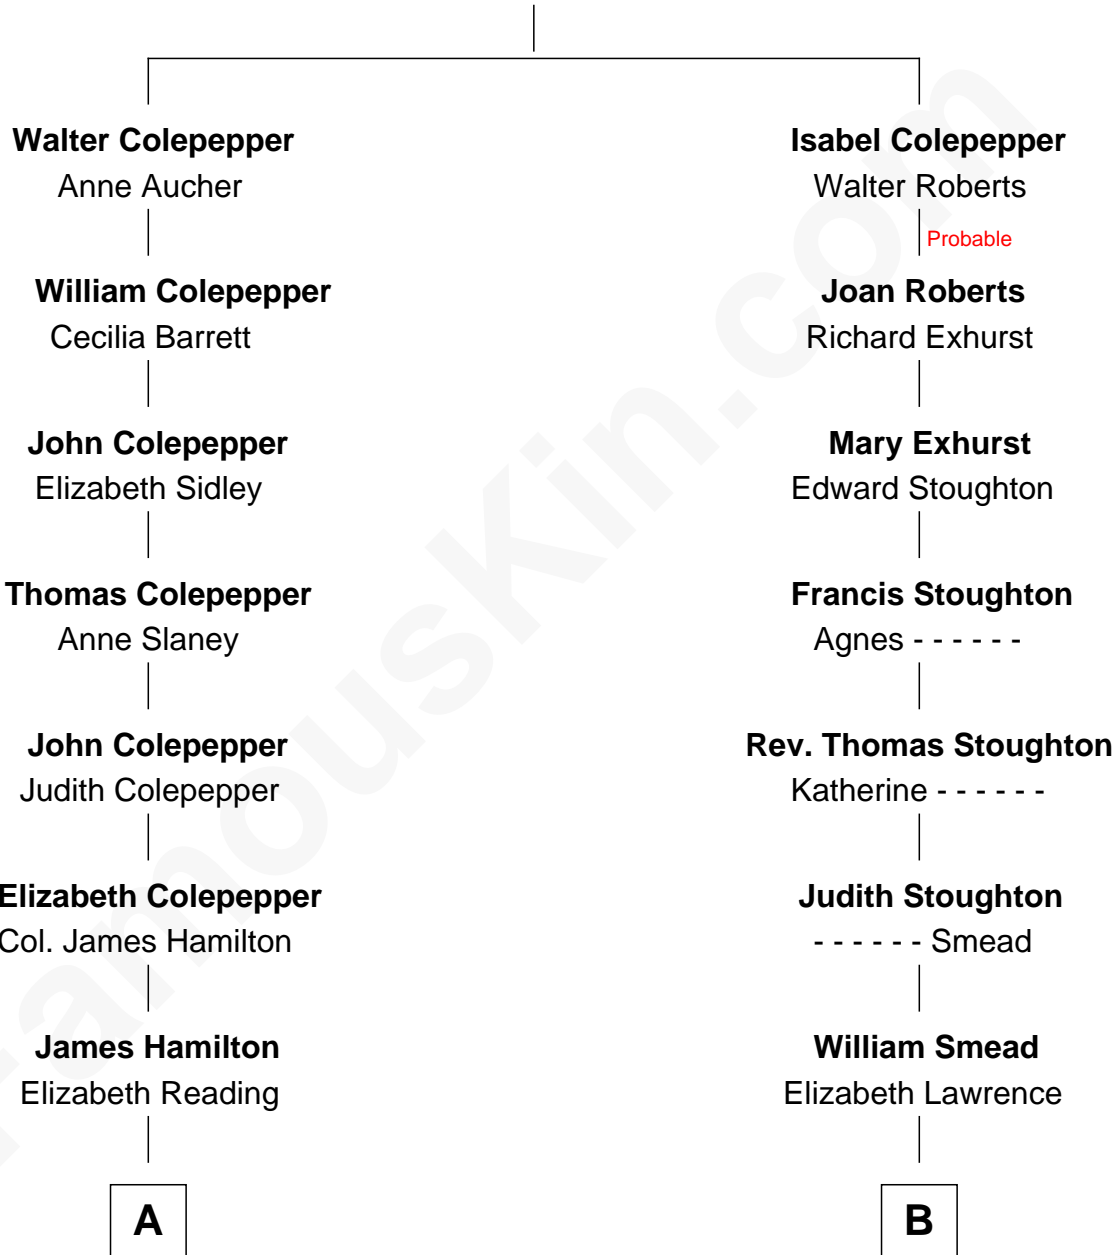 Walter Colepepper
Anne Aucher
William Colepepper
Cecilia Barrett
John Colepepper
Elizabeth Sidley
Thomas Colepepper
Anne Slaney
John Colepepper
Judith Colepepper
Elizabeth Colepepper
Col. James Hamilton
James Hamilton
Elizabeth Reading
A
Isabel Colepepper
Walter Roberts
Probable
Joan Roberts
Richard Exhurst
Mary Exhurst
Edward Stoughton
Francis Stoughton
Agnes - - - - - -
Rev. Thomas Stoughton
Katherine - - - - - -
Judith Stoughton
- - - - - - Smead
William Smead
Elizabeth Lawrence
B
FamousKin.com